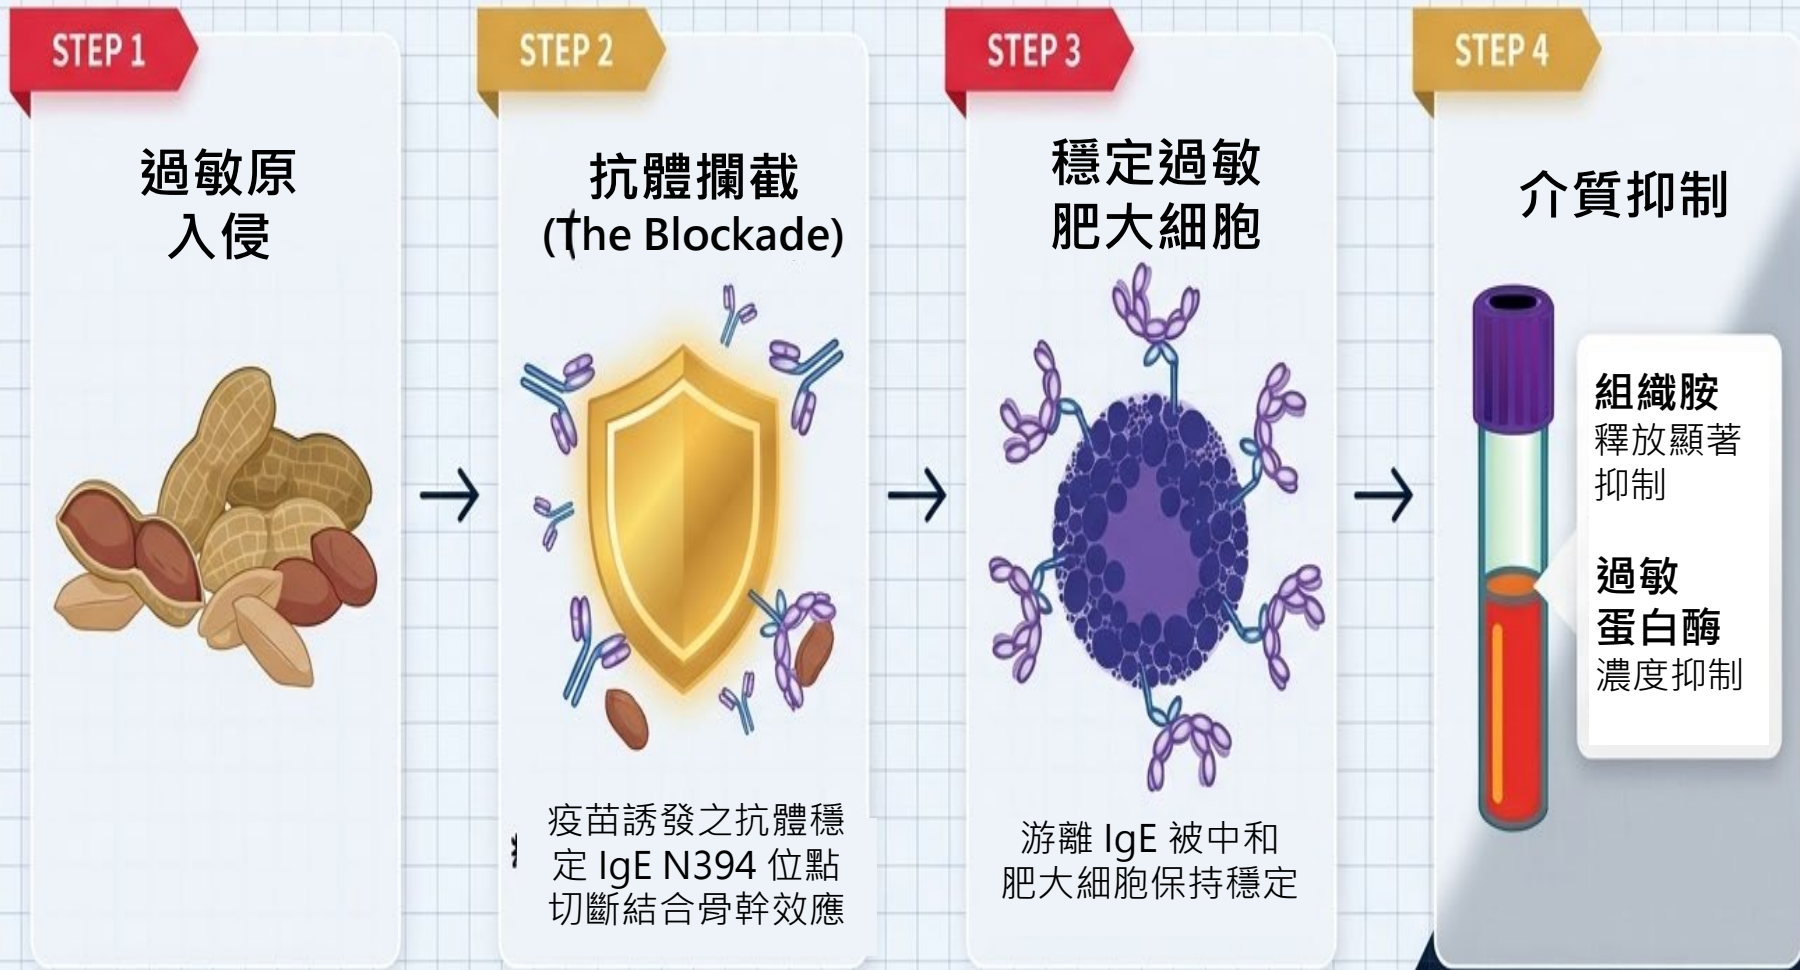 STEP 1
過敏原
入侵
STEP 2
抗體攔截
(The Blockade)
疫苗誘發之抗體穩
定 IgE N394 位點
切斷結合骨幹效應
STEP 3
穩定過敏
肥大細胞
游離 IgE 被中和
肥大細胞保持穩定
STEP 4
介質抑制
組織胺
釋放顯著
抑制
過敏
蛋白酶
濃度抑制